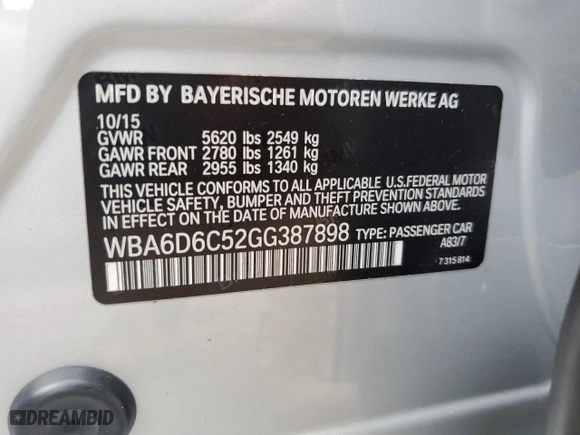 MFD BY BAYERISCHE MOTOREN WERKE AG
10/15
GVWR 5620 lbs 2549 kg
GAWR FRONT 2780 lbs 1261 kg
GAWR REAR 2955 lbs 1340 kg
THIS VEHICLE CONFORMS TO ALL APPLICABLE U.S.FEDERAL MOTOR
VEHICLE SAFETY, BUMPER AND THEFT PREVENTION STANDARDS
IN EFFECT ON THE DATE OF MANUFACTURE SHOWN ABOVE.
WBA6D6C52GG387898 TYPE: PASSENGER CAR
A83/7
7 315 814
DREAMBID